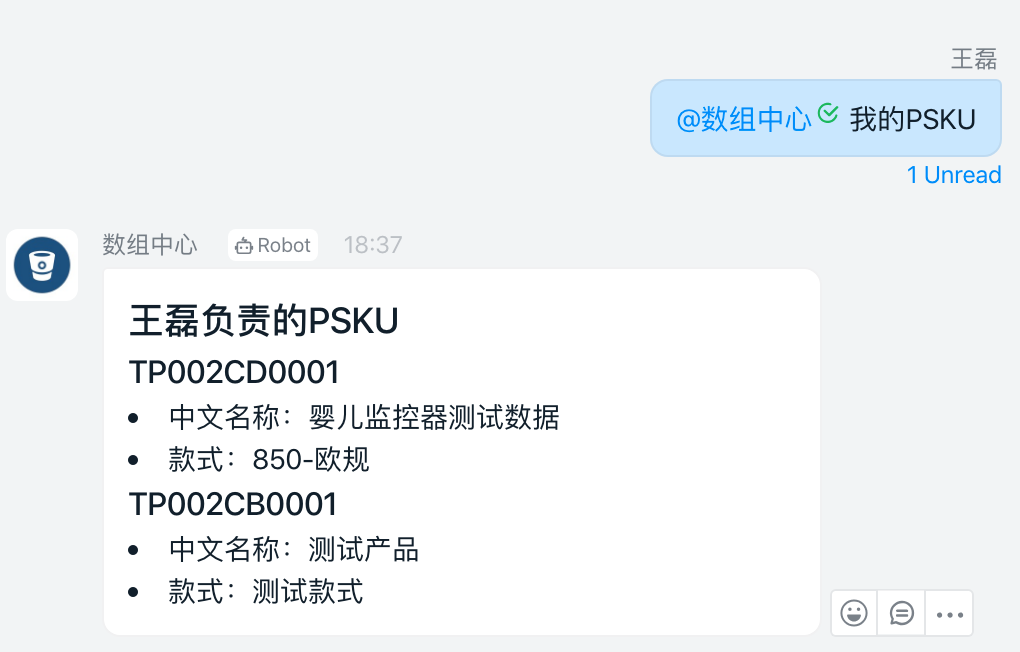 王磊
@数组中心 我的PSKU
1 Unread
数组中心 Robot 18:37
王磊负责的PSKU
TP002CD0001
• 中文名称：婴儿监控器测试数据
• 款式：850-欧规
TP002CB0001
• 中文名称：测试产品
• 款式：测试款式